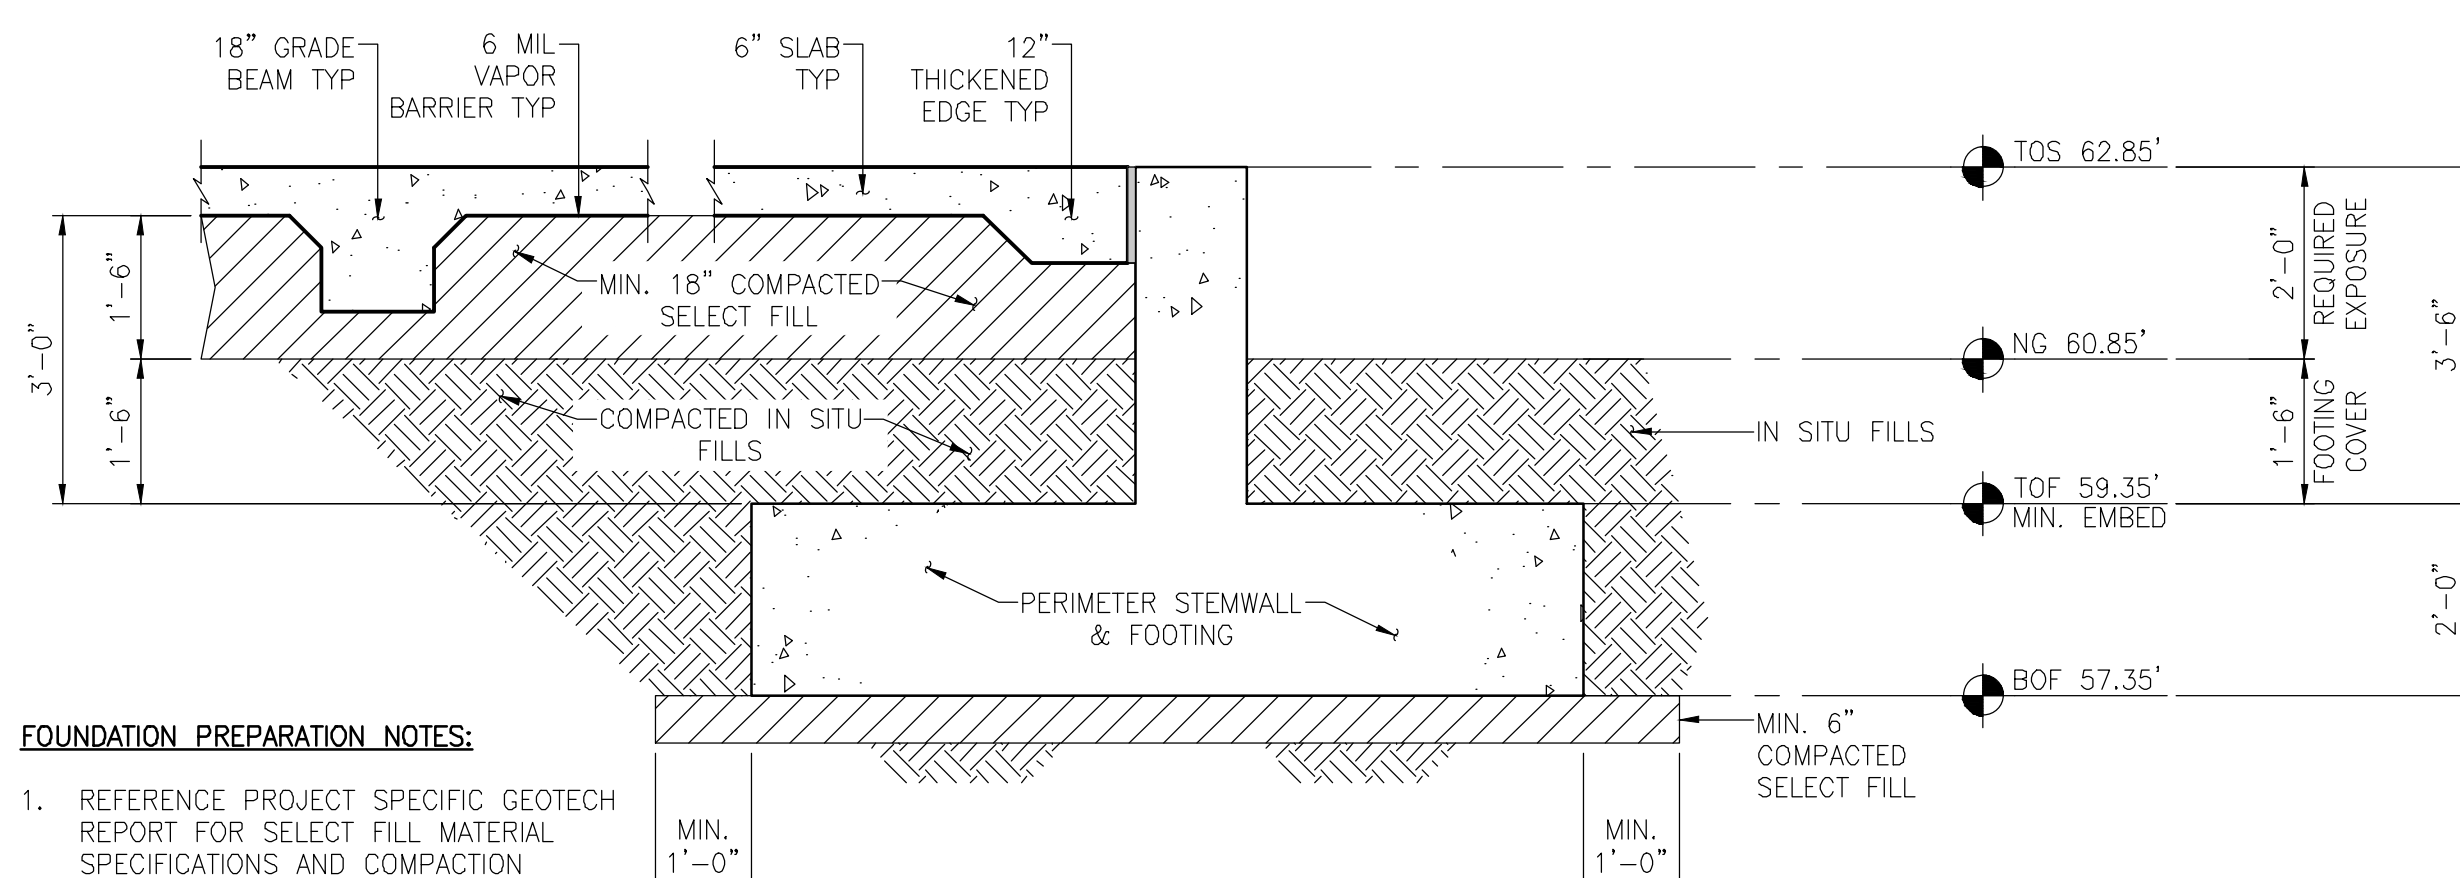 18" GRADE
BEAM TYP
6 MIL
VAPOR
BARRIER TYP
6" SLAB
TYP
12"
THICKENED
EDGE TYP
TOS 62.85'
2'-0"
REQUIRED
EXPOSURE
NG 60.85'
3'-6"
1'-6"
FOOTING
COVER
TOF 59.35'
MIN. EMBED
2'-0"
BOF 57.35'
3'-0"
1'-6"
1'-6"
MIN. 18" COMPACTED
SELECT FILL
COMPACTED IN SITU
FILLS
IN SITU FILLS
PERIMETER STEMWALL
& FOOTING
MIN. 6"
COMPACTED
SELECT FILL
MIN.
1'-0"
MIN.
1'-0"
FOUNDATION PREPARATION NOTES:
1. REFERENCE PROJECT SPECIFIC GEOTECH
REPORT FOR SELECT FILL MATERIAL
SPECIFICATIONS AND COMPACTION